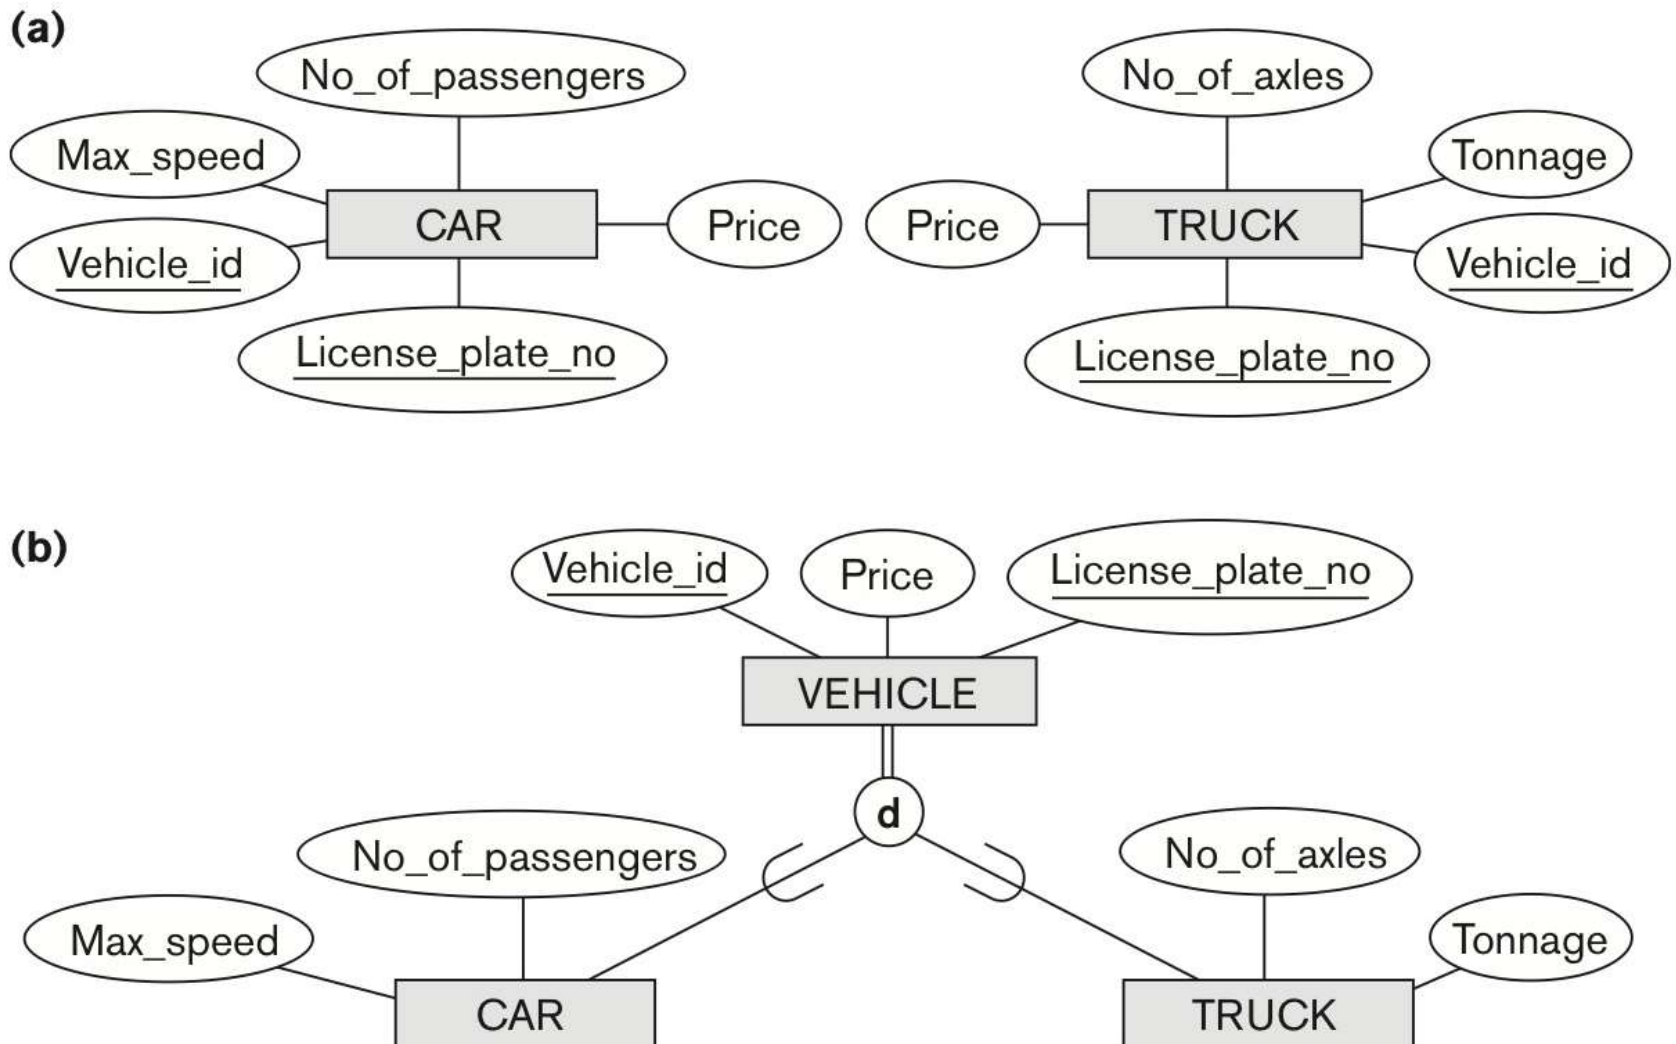 (a)
No_of_passengers
No_of_axles
Max_speed
Tonnage
CAR
Price
Price
TRUCK
Vehicle_id
Vehicle_id
License_plate_no
License_plate_no
(b)
Vehicle_id
Price
License_plate_no
VEHICLE
d
No_of_passengers
No_of_axles
Max_speed
Tonnage
CAR
TRUCK